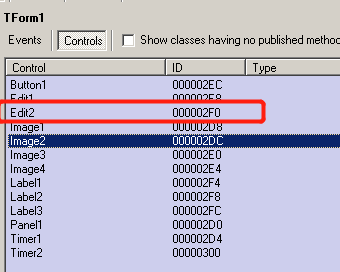 TForm1
Events Controls Show classes having no published metho
Control ID Type
Button1 000002EC
Edit1 000002E8
Edit2 000002F0
Image1 000002D8
Image2 000002DC
Image3 000002E0
Image4 000002E4
Label1 000002F4
Label2 000002F8
Label3 000002FC
Panel1 000002D0
Timer1 000002D4
Timer2 00000300